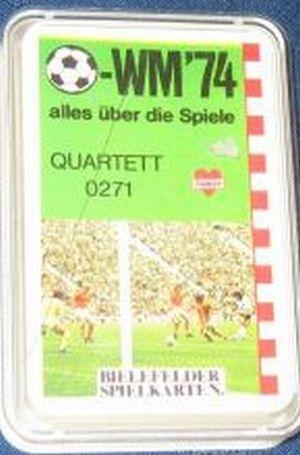 -WM'74
alles über die Spiele
QUARTETT
0271
BIELEFELDER
SPIELKARTEN.